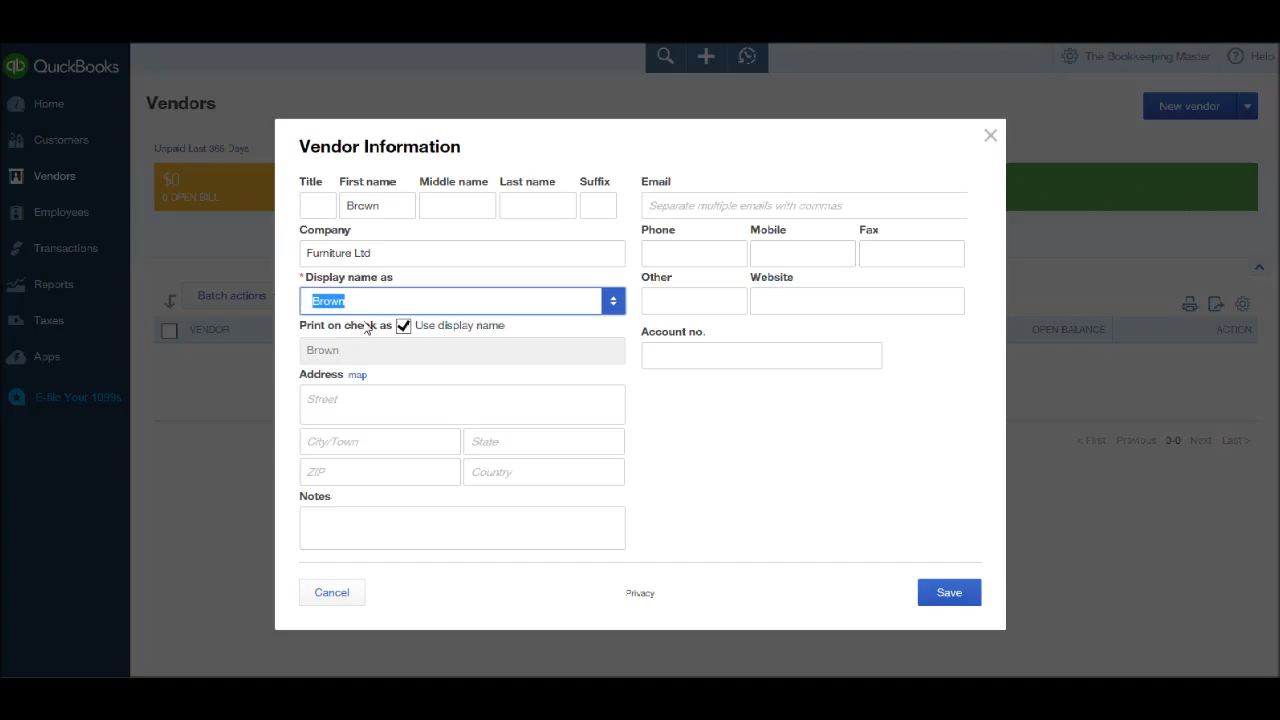 qb QuickBooks
The Bookkeeping Master
Help
Home
Customers
Vendors
Employees
Transactions
Reports
Taxes
Apps
E-file Your 1099s
Vendors
New vendor
Unpaid Last 365 Days
$0
0 OPEN BILL
Batch actions
VENDOR
OPEN BALANCE
ACTION
< First Previous 0-0 Next Last >
Vendor Information
Title First name Middle name Last name Suffix
Brown
Company
Furniture Ltd
* Display name as
Brown
Print on check as Use display name
Brown
Address map
Street
City/Town State
ZIP Country
Notes
Email
Separate multiple emails with commas
Phone Mobile Fax
Other Website
Account no.
Cancel
Privacy
Save